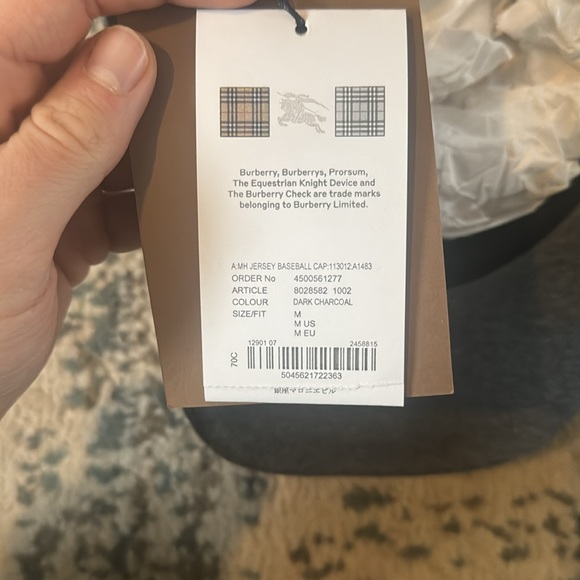 Burberry, Burberrys, Prorsum,
The Equestrian Knight Device and
The Burberry Check are trade marks
belonging to Burberry Limited.
A:MH JERSEY BASEBALL CAP:113012:A1483
ORDER No 4500561277
ARTICLE 8028582 1002
COLOUR DARK CHARCOAL
SIZE/FIT M
M US
M EU
12901 07 2458815
70C
5045621722363